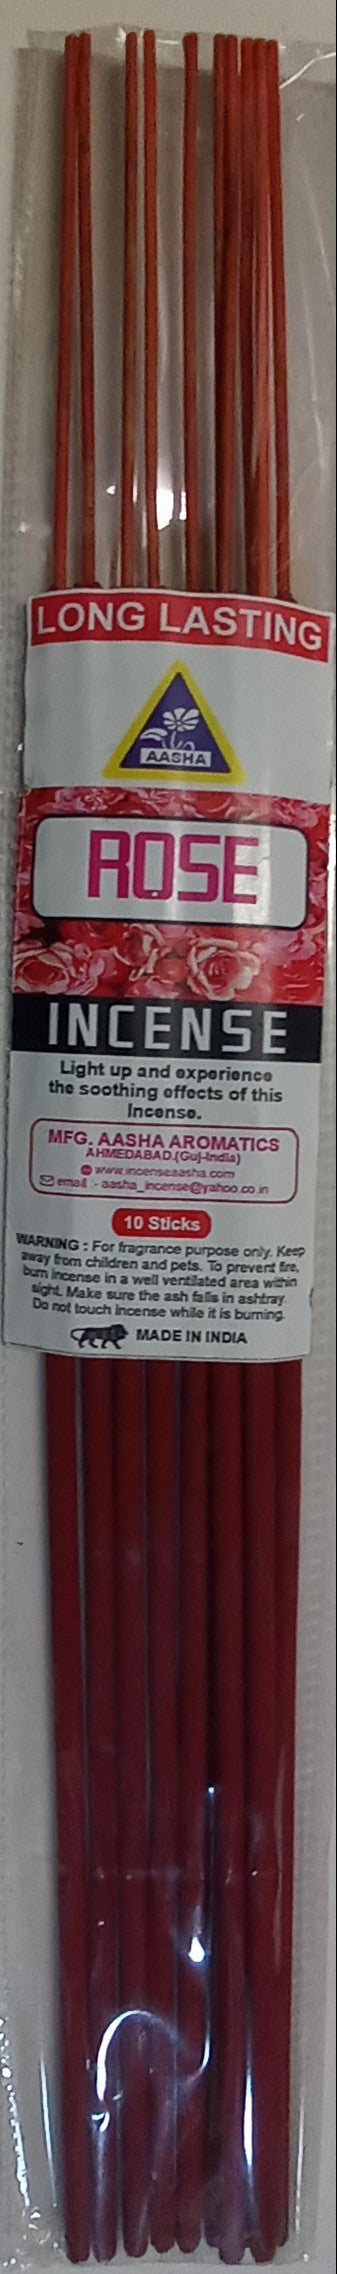 LONG LASTING
AASHA
ROSE
INCENSE
Light up and experience
the soothing effects of this
Incense.
MFG. AASHA AROMATICS
AHMEDABAD.(Guj-India)
www.incenseaasha.com
email :- aasha_incense@yahoo.co.in
10 Sticks
WARNING : For fragrance purpose only. Keep
away from children and pets. To prevent fire,
burn incense in a well ventilated area within
sight. Make sure the ash falls in ashtray.
Do not touch incense while it is burning.
MADE IN INDIA